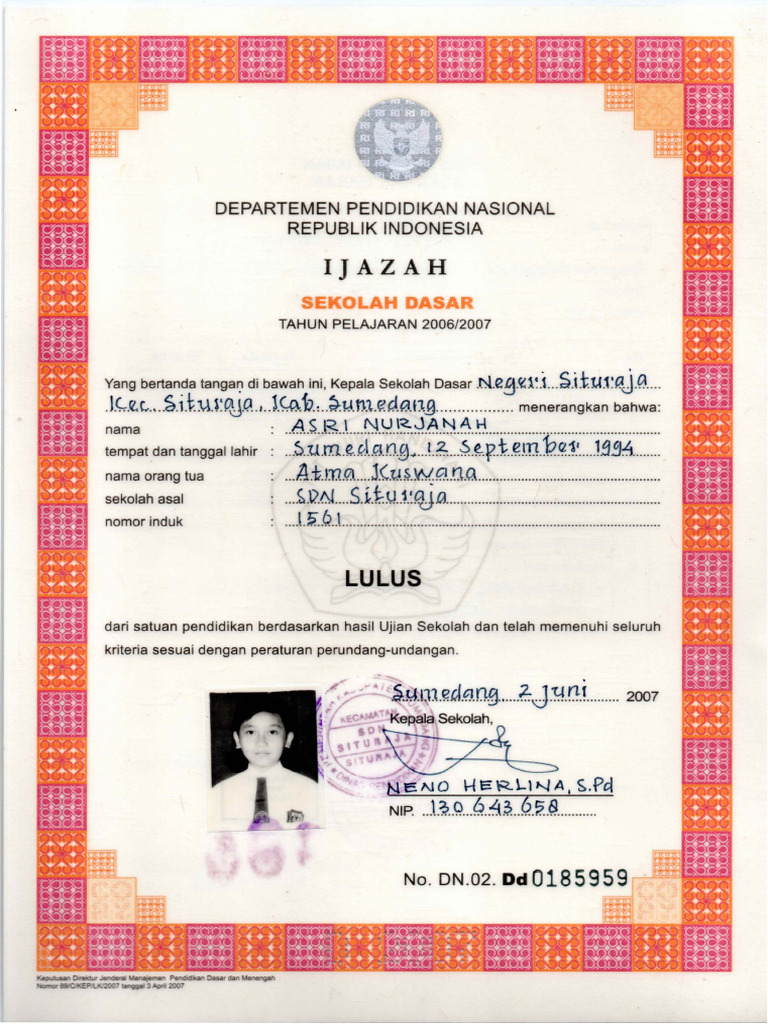 DEPARTEMEN PENDIDIKAN NASIONAL
REPUBLIK INDONESIA
IJAZAH
SEKOLAH DASAR
TAHUN PELAJARAN 2006/2007
Yang bertanda tangan di bawah ini, Kepala Sekolah Dasar Negeri Situraja
Kec. Situraja, Kab. Sumedang menerangkan bahwa:
nama : ASRI NURJANAH
tempat dan tanggal lahir : Sumedang, 12 September 1994
nama orang tua : Atma Kuswana
sekolah asal : SDN Situraja
nomor induk : 1561
LULUS
dari satuan pendidikan berdasarkan hasil Ujian Sekolah dan telah memenuhi seluruh
kriteria sesuai dengan peraturan perundang-undangan.
Sumedang 2 Juni 2007
Kepala Sekolah,
KECAMATAN
SDN
SITURAJA
SITURAJA
NENO HERLINA, S.Pd
NIP. 130 643 658
No. DN.02. Dd 0185959
Keputusan Direktur Jenderal Manajemen Pendidikan Dasar dan Menengah
Nomor 89/C/KEP/LK/2007 tanggal 3 April 2007